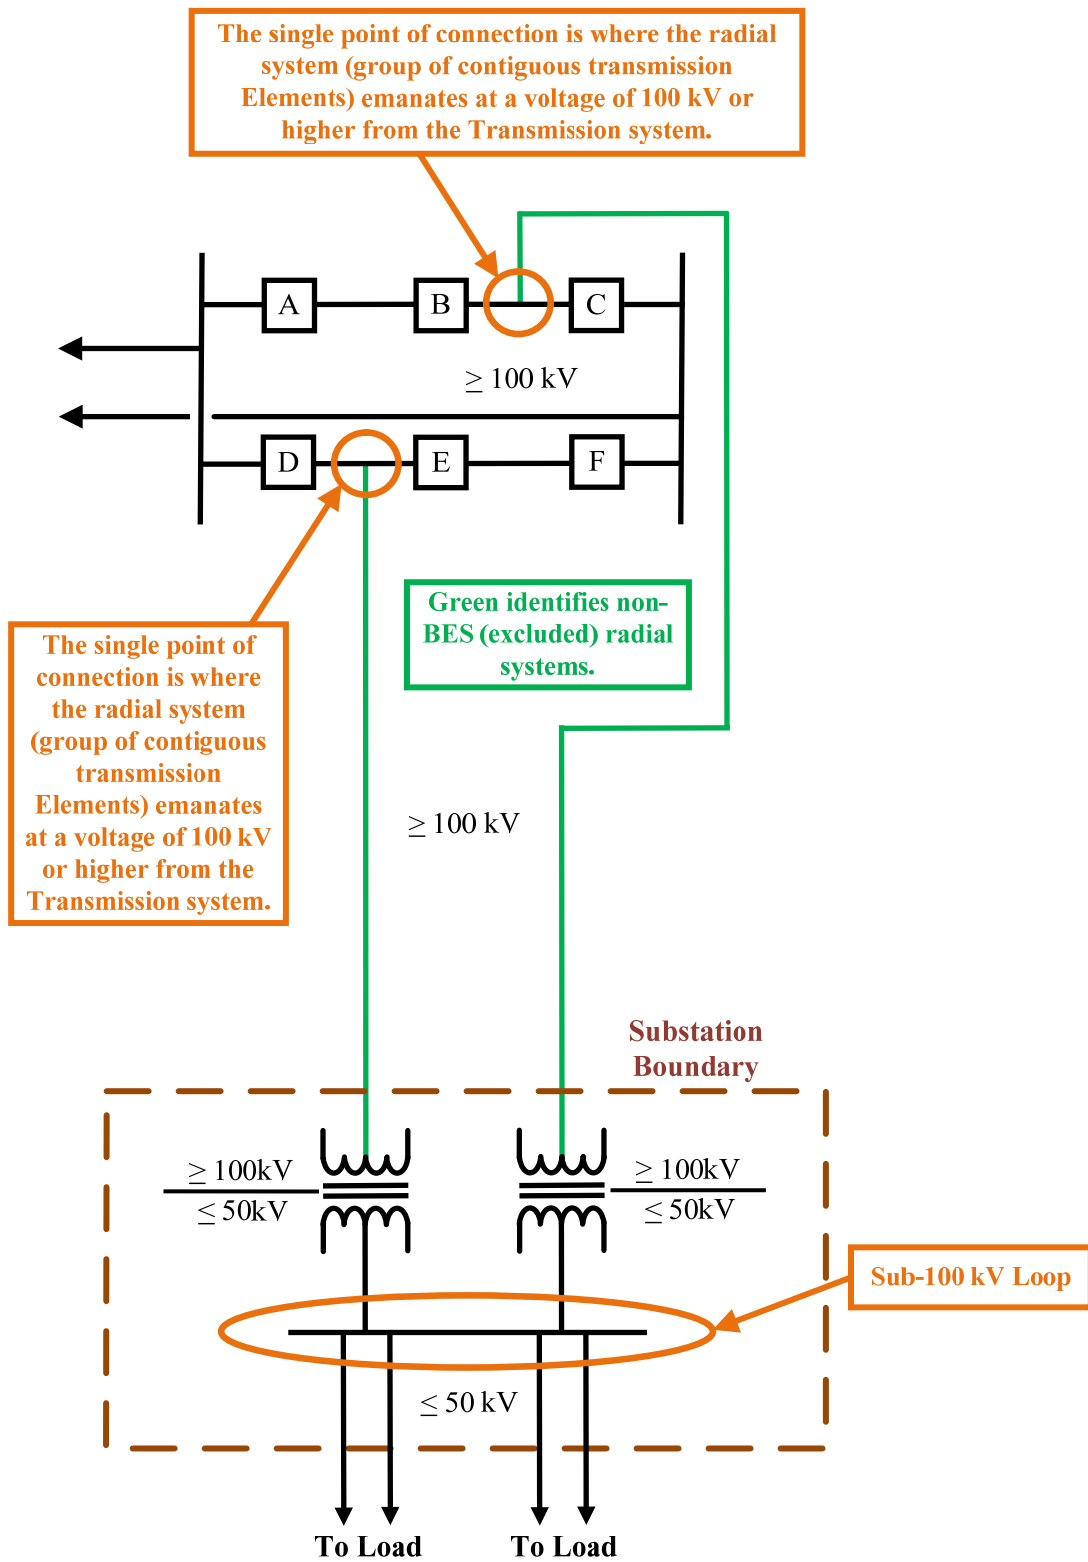 The single point of connection is where the radial
system (group of contiguous transmission
Elements) emanates at a voltage of 100 kV or
higher from the Transmission system.
A
B
C
≥ 100 kV
D
E
F
Green identifies non-
BES (excluded) radial
systems.
The single point of
connection is where
the radial system
(group of contiguous
transmission
Elements) emanates
at a voltage of 100 kV
or higher from the
Transmission system.
≥ 100 kV
Substation
Boundary
≥ 100kV
≤ 50kV
≥ 100kV
≤ 50kV
Sub-100 kV Loop
≤ 50 kV
To Load
To Load